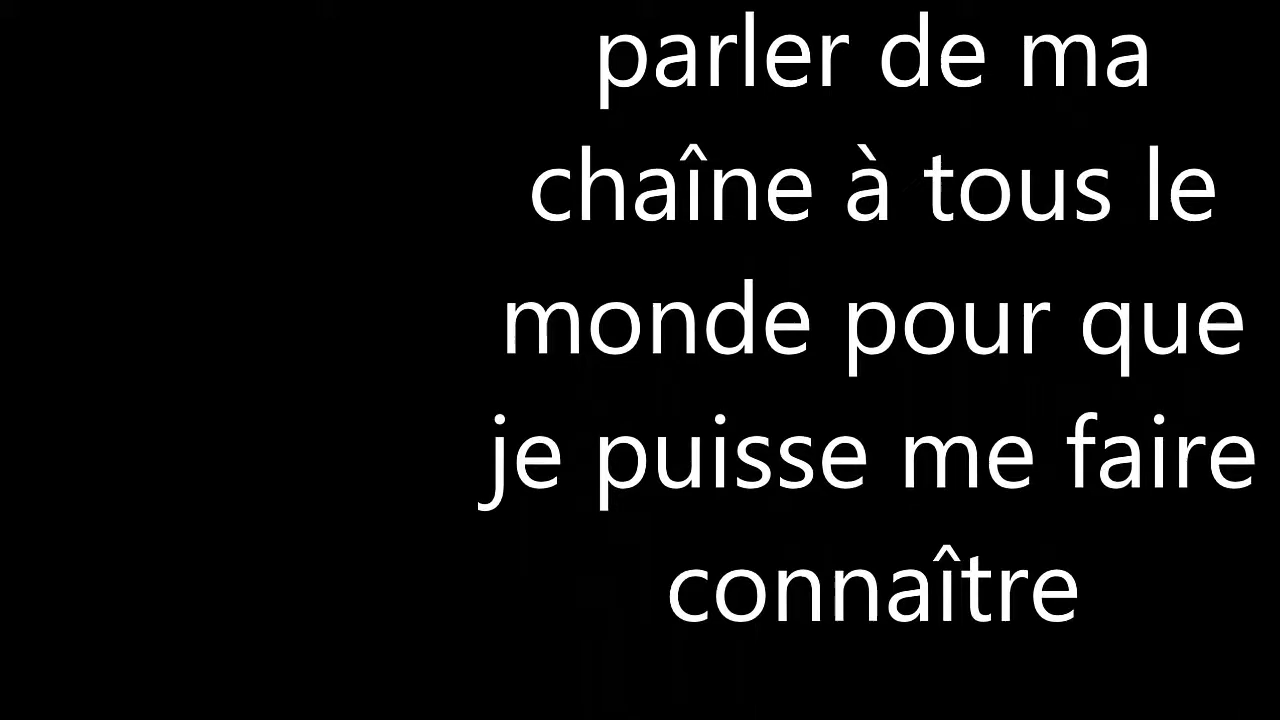 parler de ma
chaîne à tous le
monde pour que
je puisse me faire
connaître